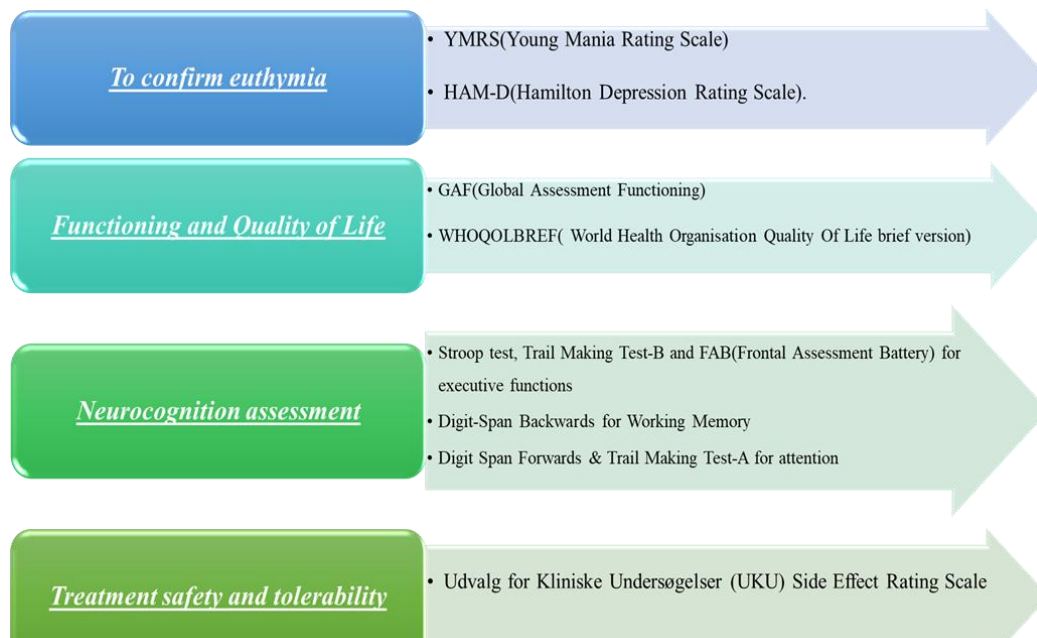 To confirm euthymia
• YMRS(Young Mania Rating Scale)
• HAM-D(Hamilton Depression Rating Scale).
Functioning and Quality of Life
• GAF(Global Assessment Functioning)
• WHOQOLBREF( World Health Organisation Quality Of Life brief version)
Neurocognition assessment
• Stroop test, Trail Making Test-B and FAB(Frontal Assessment Battery) for
executive functions
• Digit-Span Backwards for Working Memory
• Digit Span Forwards & Trail Making Test-A for attention
Treatment safety and tolerability
• Udvalg for Kliniske Undersøgelser (UKU) Side Effect Rating Scale